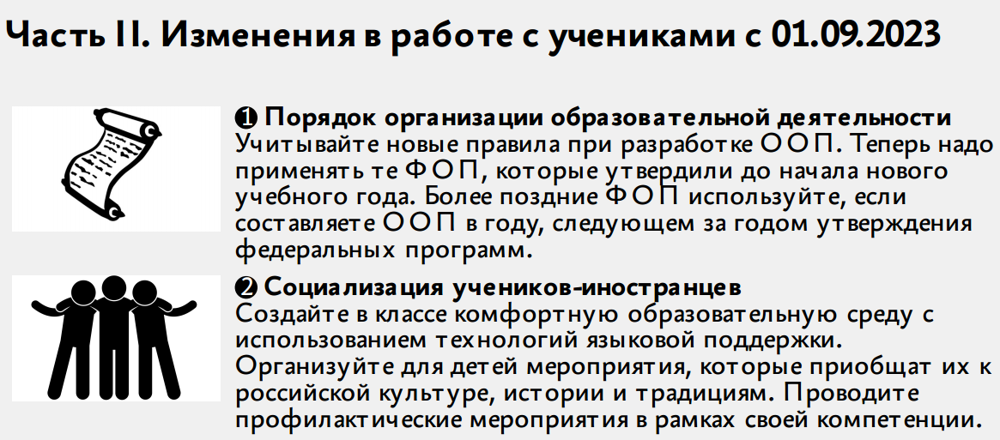 Часть II. Изменения в работе с учениками с 01.09.2023
❶ Порядок организации образовательной деятельности
Учитывайте новые правила при разработке ООП. Теперь надо
применять те ФОП, которые утвердили до начала нового
учебного года. Более поздние ФОП используйте, если
составляете ООП в году, следующем за годом утверждения
федеральных программ.
❷ Социализация учеников-иностранцев
Создайте в классе комфортную образовательную среду с
использованием технологий языковой поддержки.
Организуйте для детей мероприятия, которые приобщат их к
российской культуре, истории и традициям. Проводите
профилактические мероприятия в рамках своей компетенции.